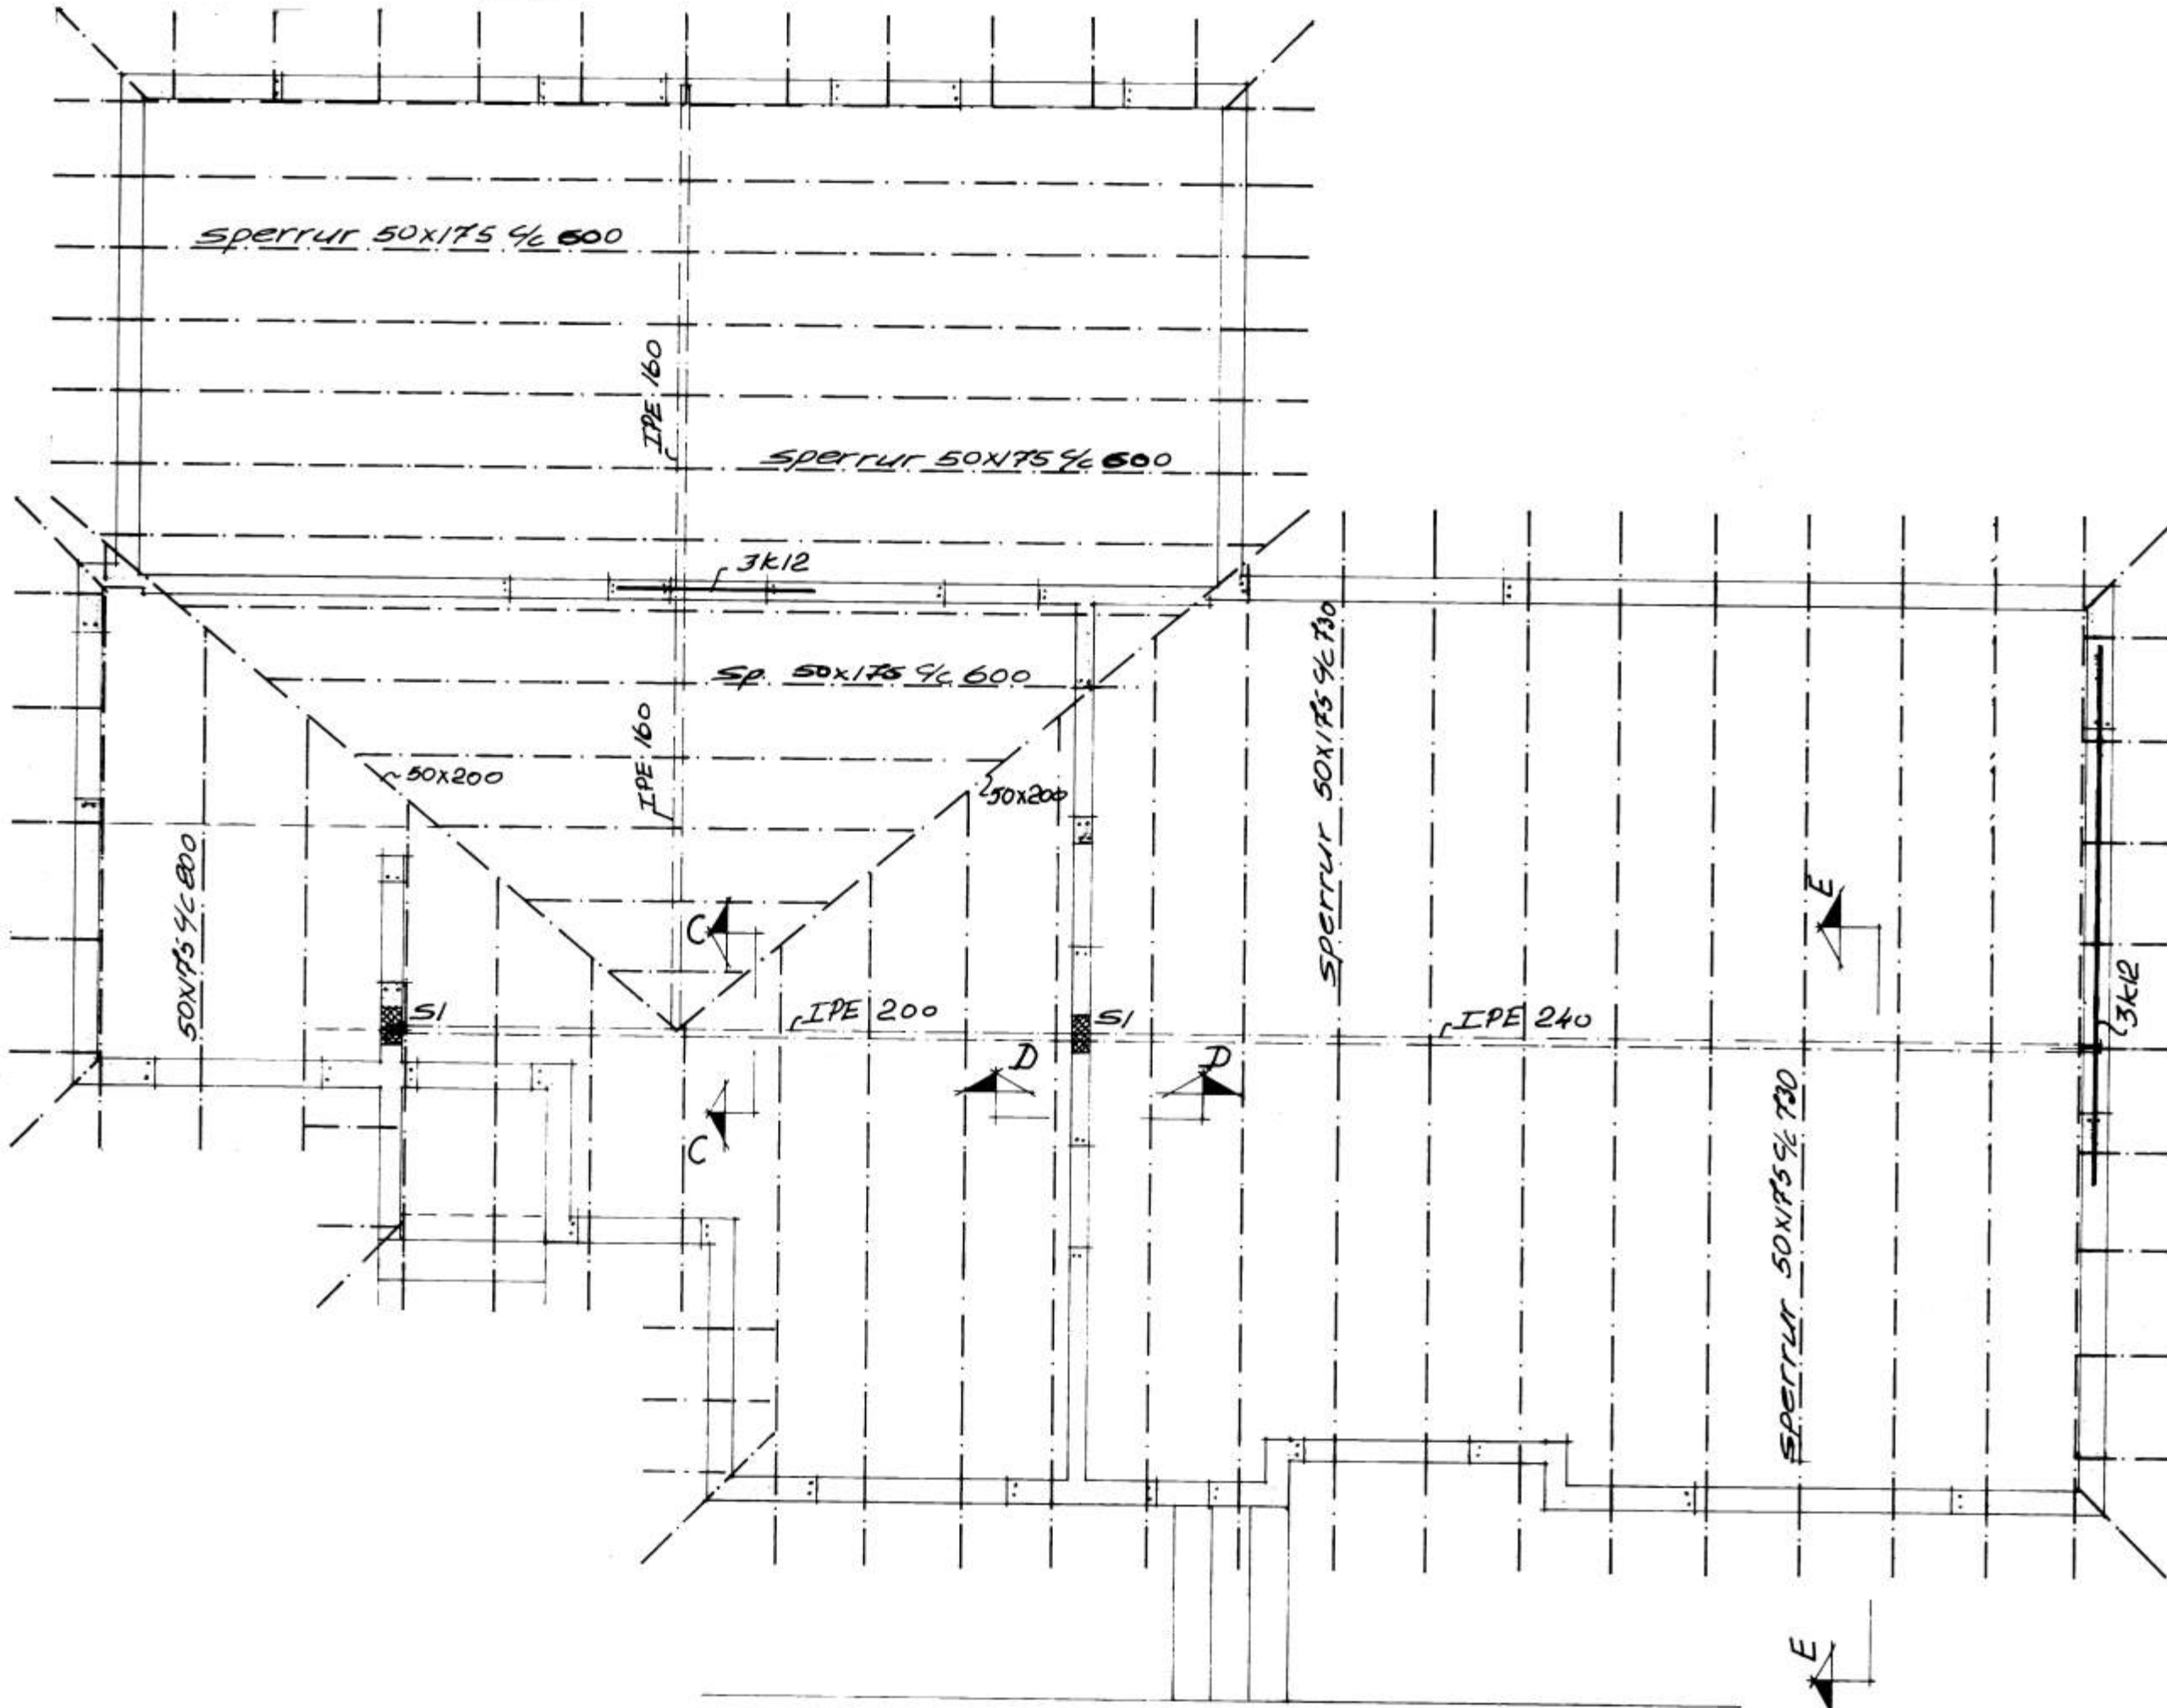 sperrur 50x175 c/c 600
IPE 160
sperrur 50x175 c/c 600
3K12
sp. 50x175 c/c 600
50x200
IPE 160
50x200
sperrur 50x175 c/c 730
50x175 c/c 800
C
E
S1
IPE 200
S1
IPE 240
3K12
D
D
C
sperrur 50x175 c/c 730
E